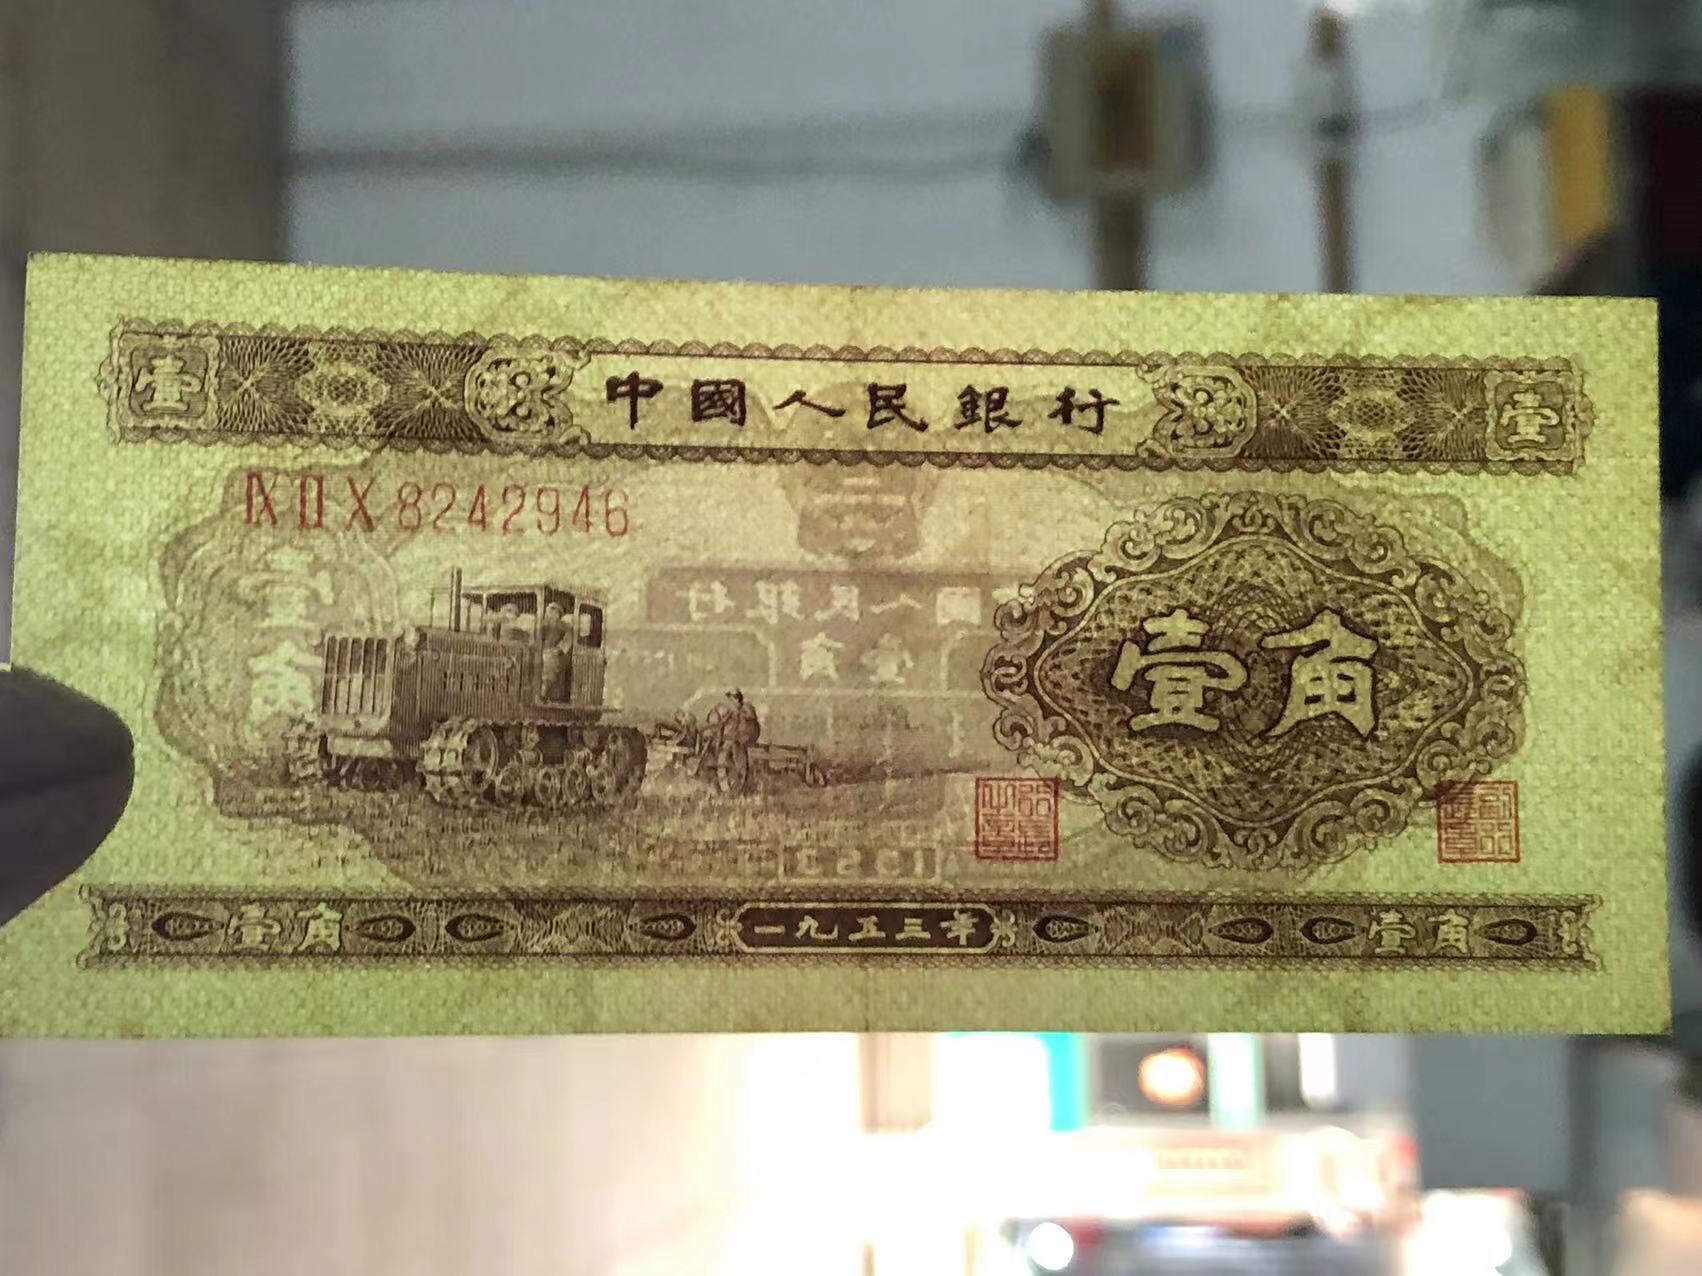 壹 中國人民銀行 壹
ⅨⅡⅩ 8242946
壹角
壹角 一九五三年 壹角